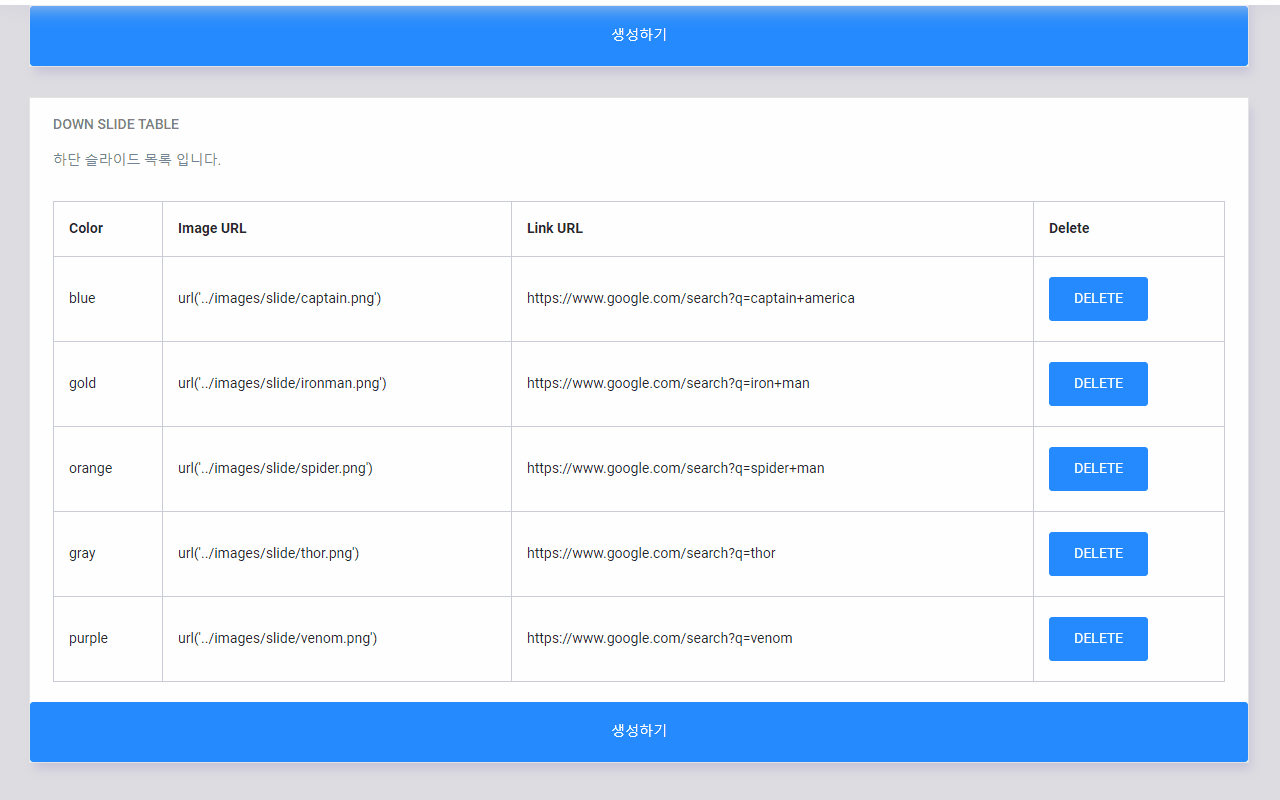 생성하기
DOWN SLIDE TABLE
하단 슬라이드 목록 입니다.
Color Image URL Link URL Delete
blue url('../images/slide/captain.png') https://www.google.com/search?q=captain+america DELETE
gold url('../images/slide/ironman.png') https://www.google.com/search?q=iron+man DELETE
orange url('../images/slide/spider.png') https://www.google.com/search?q=spider+man DELETE
gray url('../images/slide/thor.png') https://www.google.com/search?q=thor DELETE
purple url('../images/slide/venom.png') https://www.google.com/search?q=venom DELETE
생성하기